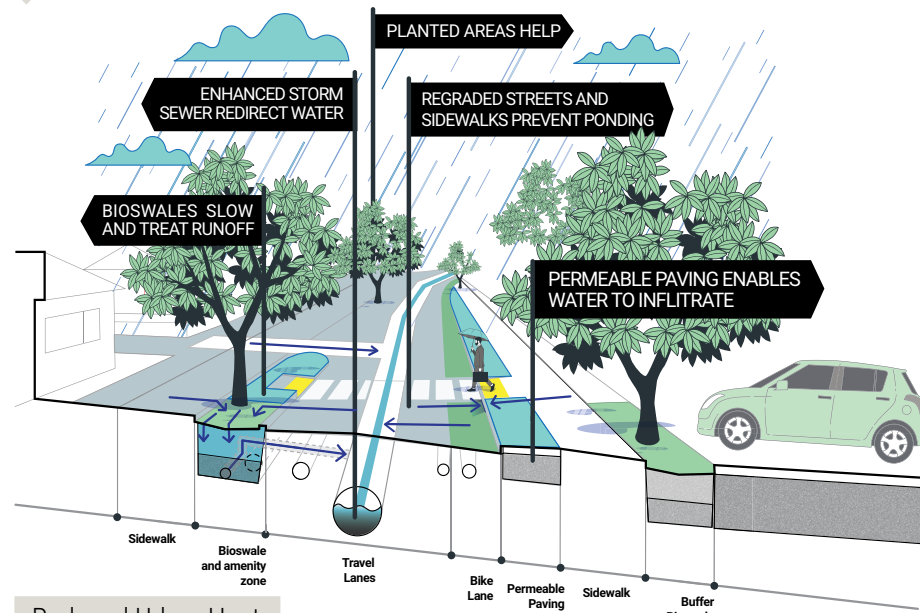 PLANTED AREAS HELP
ENHANCED STORM
SEWER REDIRECT WATER
REGRADED STREETS AND
SIDEWALKS PREVENT PONDING
BIOSWALES SLOW
AND TREAT RUNOFF
PERMEABLE PAVING ENABLES
WATER TO INFLITRATE
Sidewalk
Bioswale
and amenity
zone
Travel
Lanes
Bike
Lane
Permeable
Paving
Sidewalk
Buffer